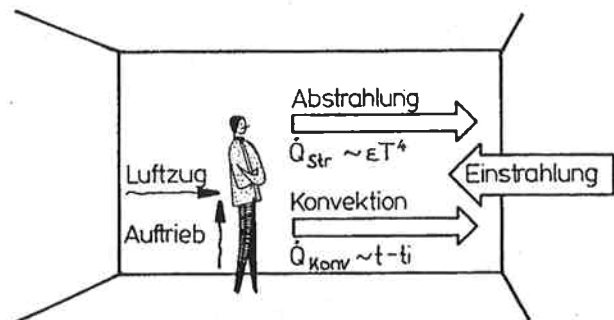 Abstrahlung
Q̇Str ~ εT⁴
Luftzug
Einstrahlung
Konvektion
Auftrieb
Q̇Konv ~ t-ti